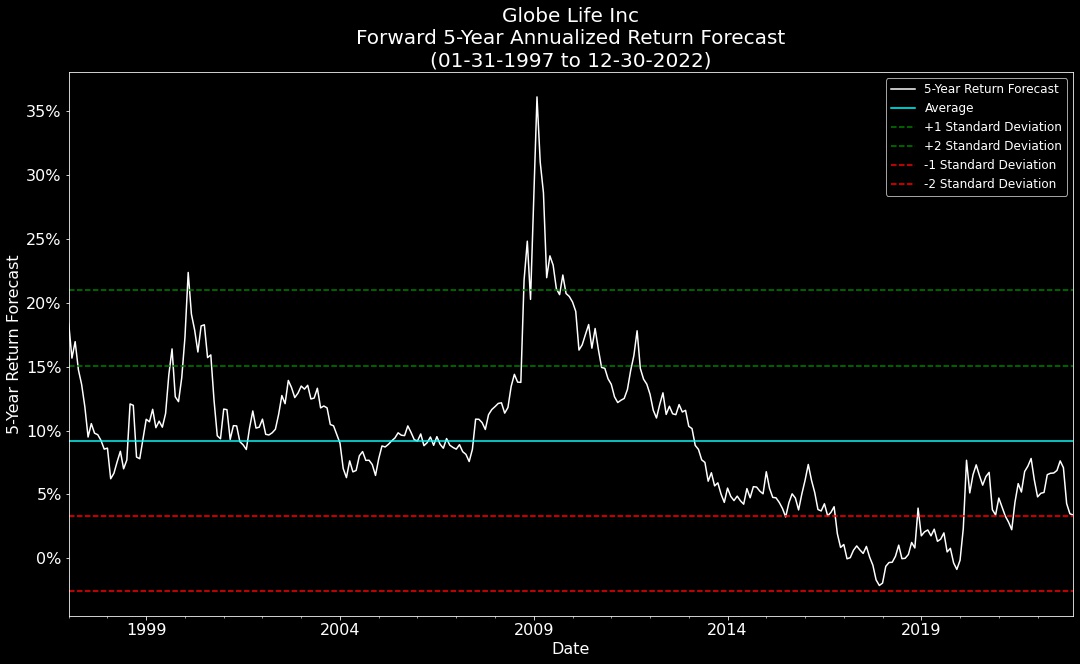 Globe Life Inc
Forward 5-Year Annualized Return Forecast
(01-31-1997 to 12-30-2022)
5-Year Return Forecast
Average
+1 Standard Deviation
+2 Standard Deviation
-1 Standard Deviation
-2 Standard Deviation
5-Year Return Forecast
35%
30%
25%
20%
15%
10%
5%
0%
1999
2004
2009
2014
2019
Date